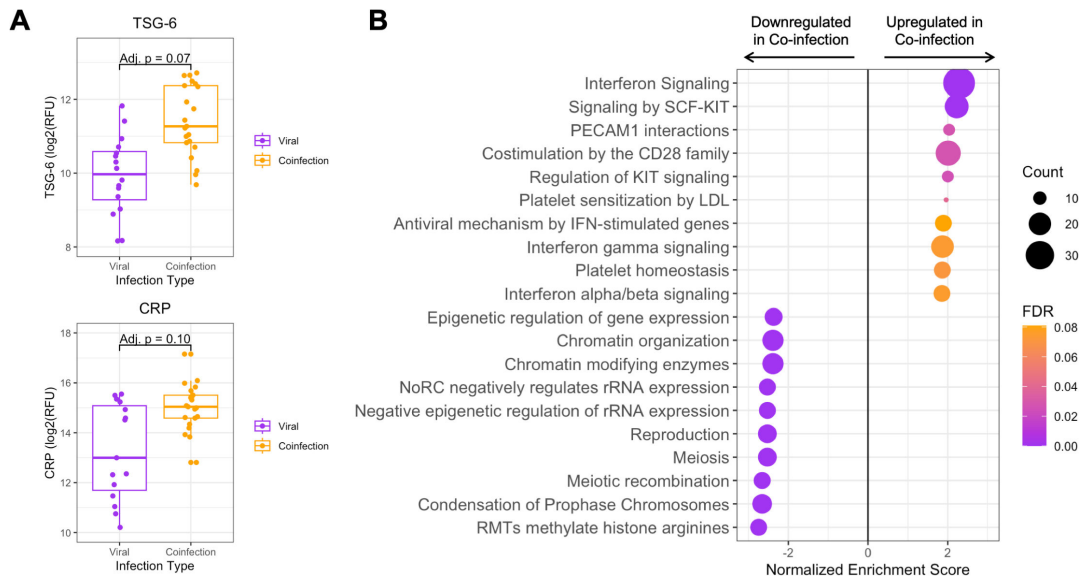 A
TSG-6
Adj. p = 0.07
12
10
8
TSG-6 (log2(RFU)
Viral
Coinfection
Infection Type
Viral
Coinfection
CRP
Adj. p = 0.10
18
16
14
12
10
CRP (log2(RFU)
Viral
Coinfection
Infection Type
Viral
Coinfection
B
Downregulated
in Co-infection
Upregulated in
Co-infection
Interferon Signaling
Signaling by SCF-KIT
PECAM1 interactions
Costimulation by the CD28 family
Regulation of KIT signaling
Platelet sensitization by LDL
Antiviral mechanism by IFN-stimulated genes
Interferon gamma signaling
Platelet homeostasis
Interferon alpha/beta signaling
Epigenetic regulation of gene expression
Chromatin organization
Chromatin modifying enzymes
NoRC negatively regulates rRNA expression
Negative epigenetic regulation of rRNA expression
Reproduction
Meiosis
Meiotic recombination
Condensation of Prophase Chromosomes
RMTs methylate histone arginines
-2
0
2
Normalized Enrichment Score
Count
10
20
30
FDR
0.08
0.06
0.04
0.02
0.00